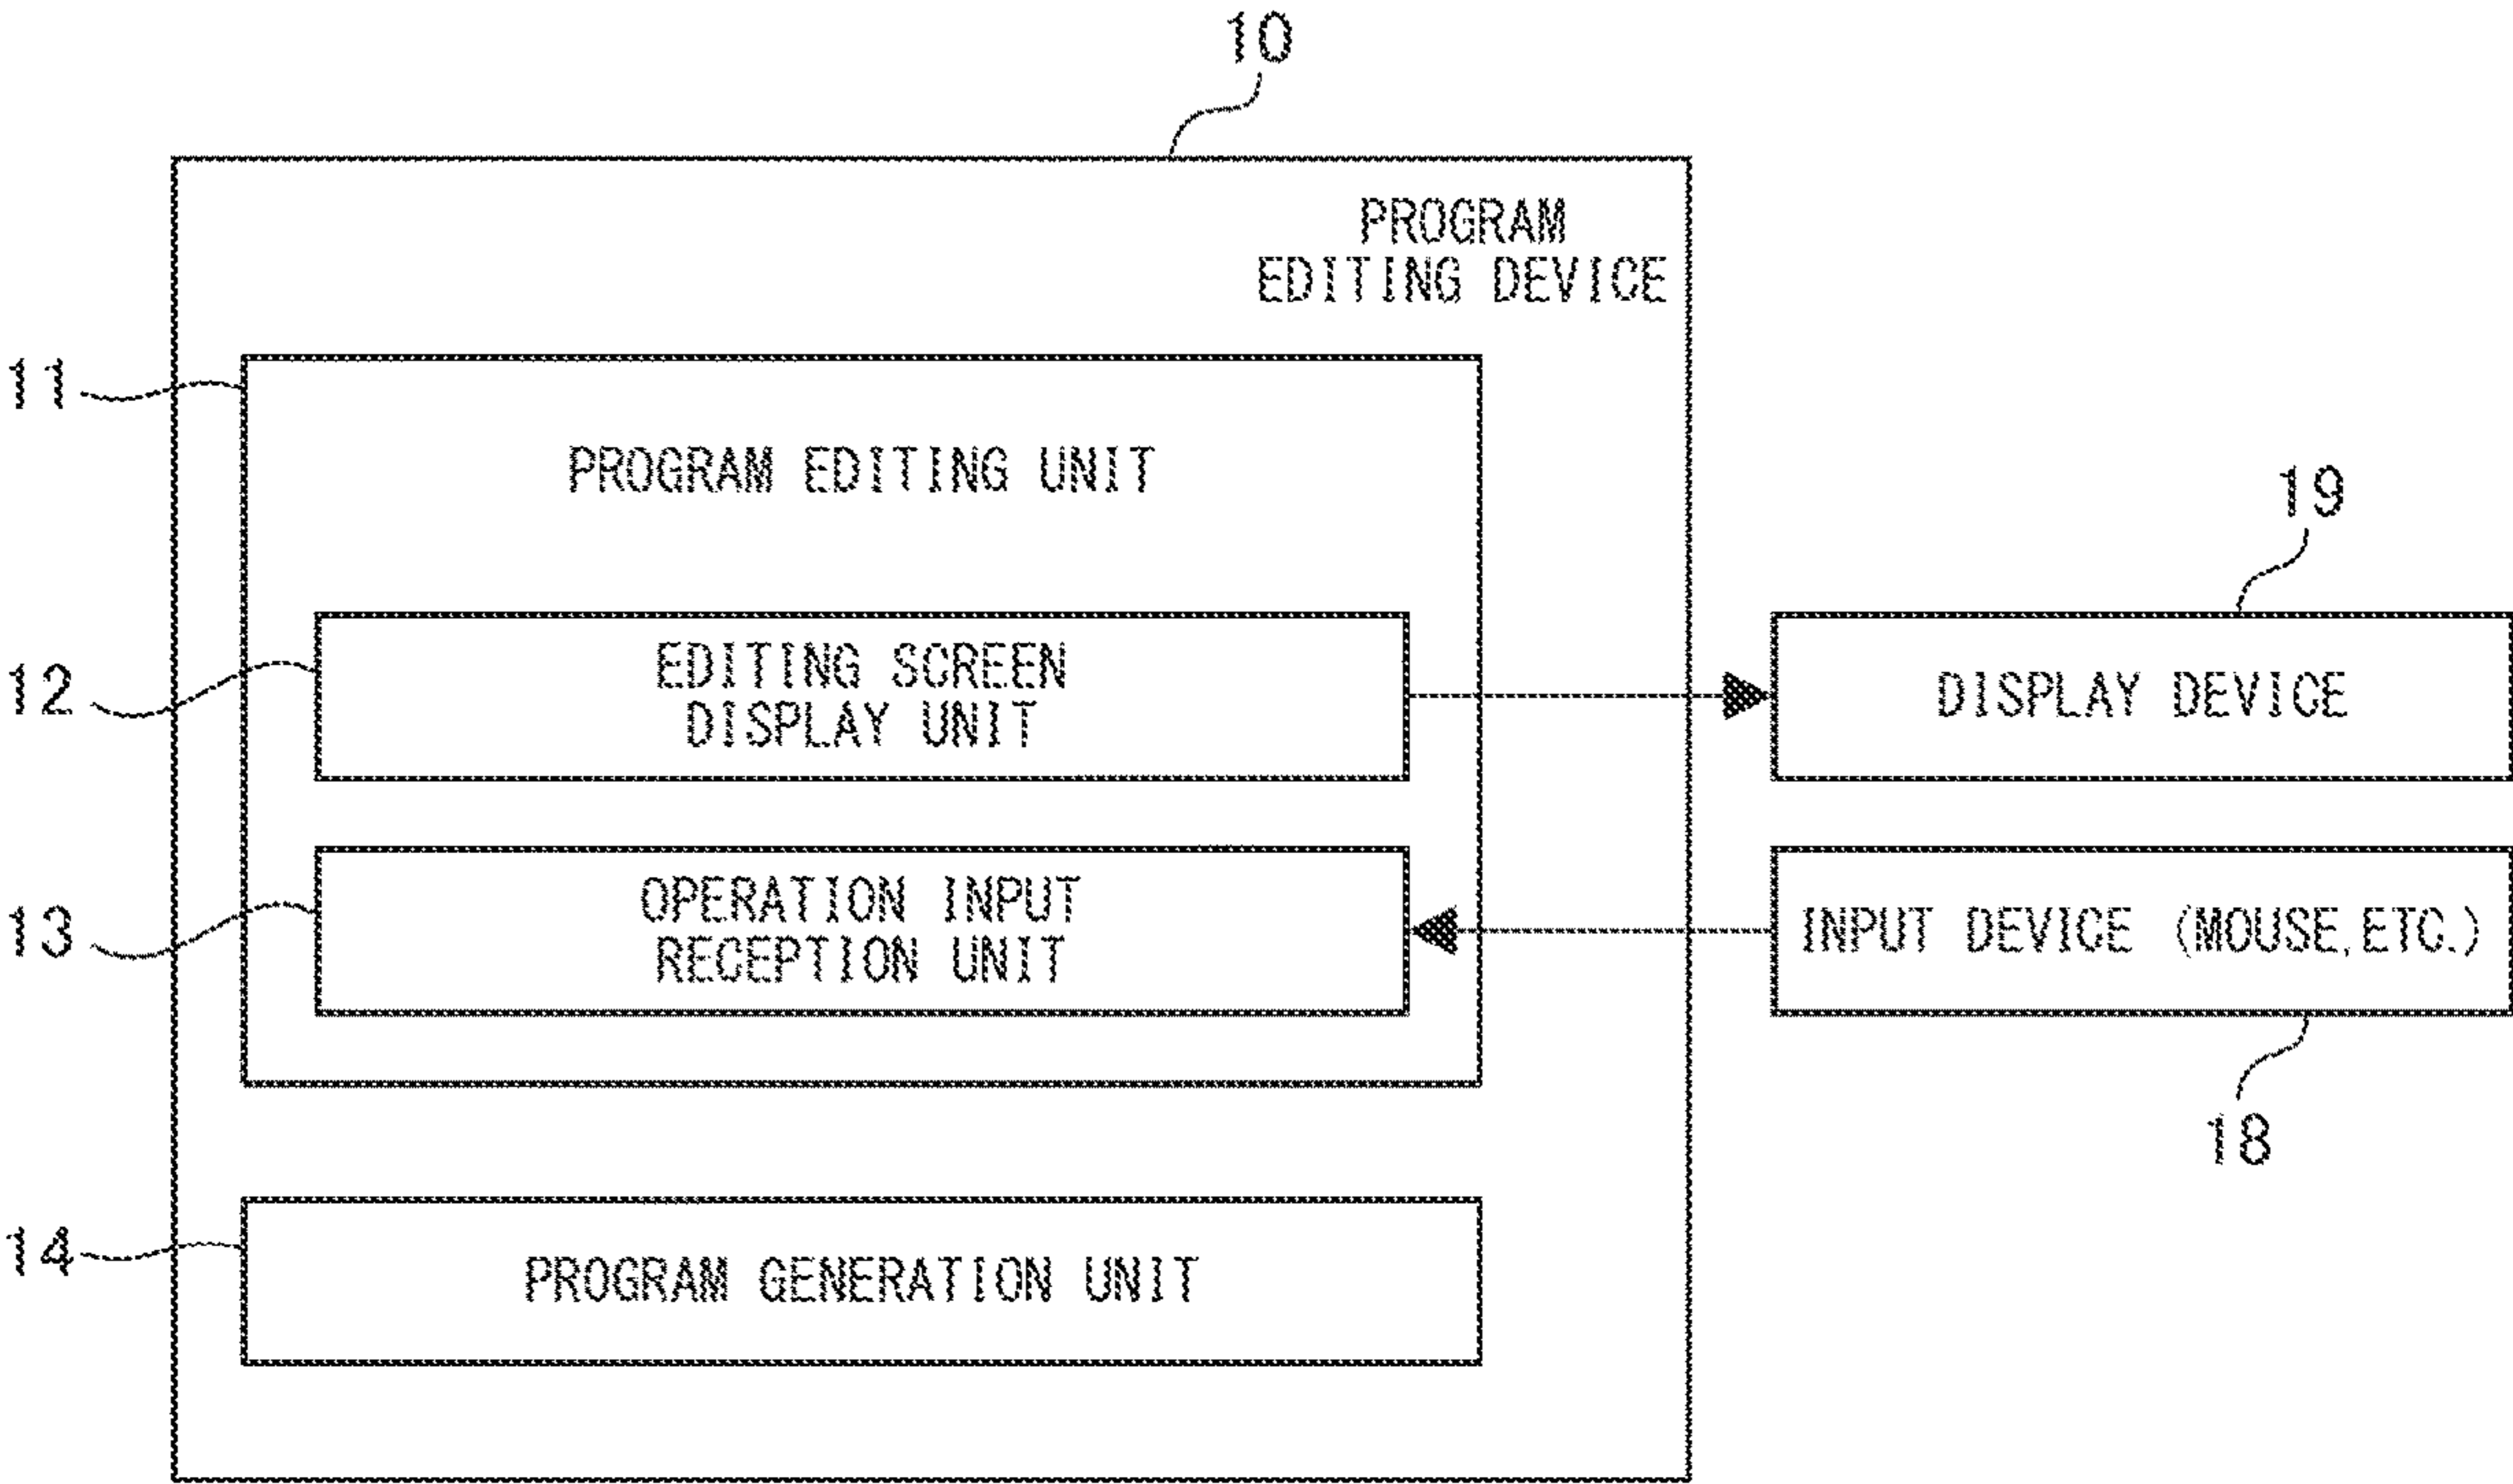 10
PROGRAM
EDITING DEVICE
11
PROGRAM EDITING UNIT
19
12
EDITING SCREEN
DISPLAY UNIT
DISPLAY DEVICE
13
OPERATION INPUT
RECEPTION UNIT
INPUT DEVICE (MOUSE, ETC.)
18
14
PROGRAM GENERATION UNIT